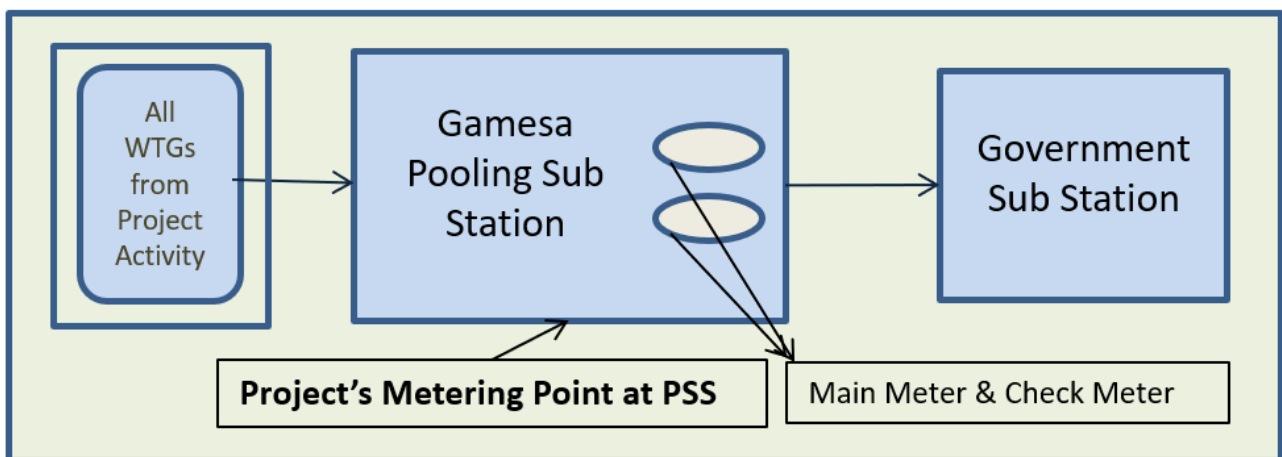 All
WTGs
from
Project
Activity
Gamesa
Pooling Sub
Station
Government
Sub Station
Project’s Metering Point at PSS
Main Meter & Check Meter